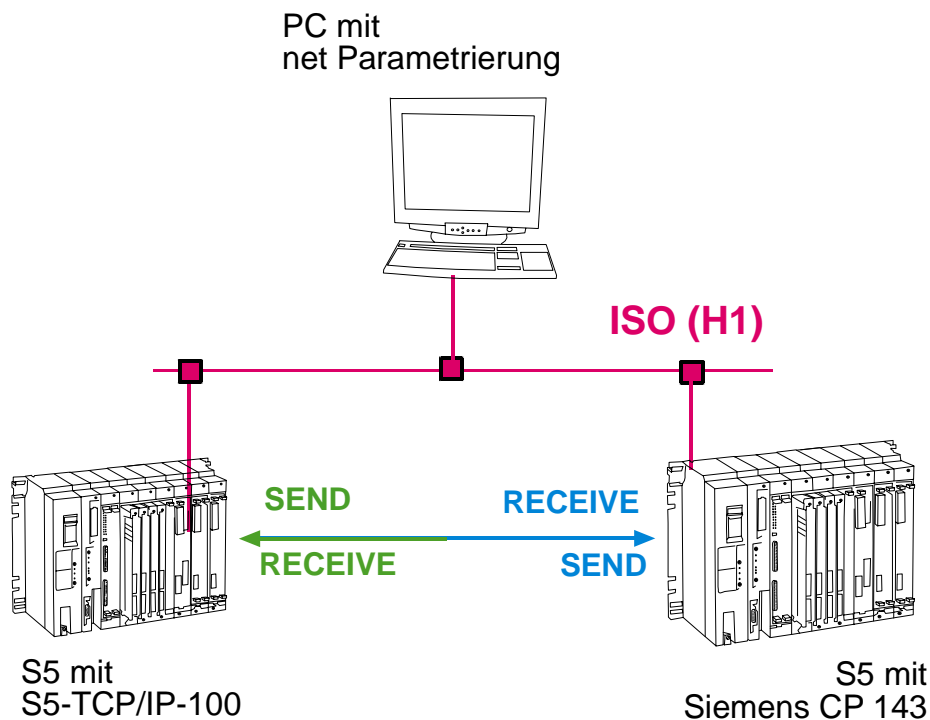 PC mit
net Parametrierung
ISO (H1)
SEND
RECEIVE
RECEIVE
SEND
S5 mit
S5-TCP/IP-100
S5 mit
Siemens CP 143